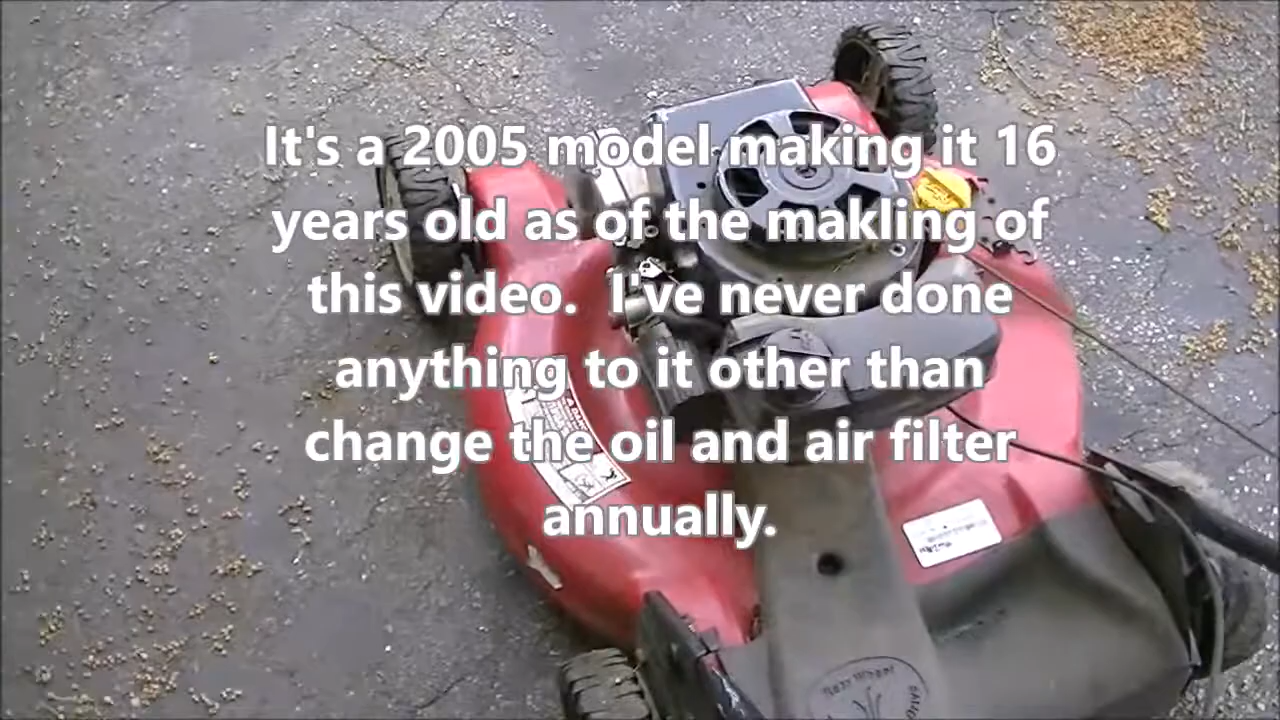 It's a 2005 model making it 16
years old as of the makling of
this video.  I've never done
anything to it other than
change the oil and air filter
annually.